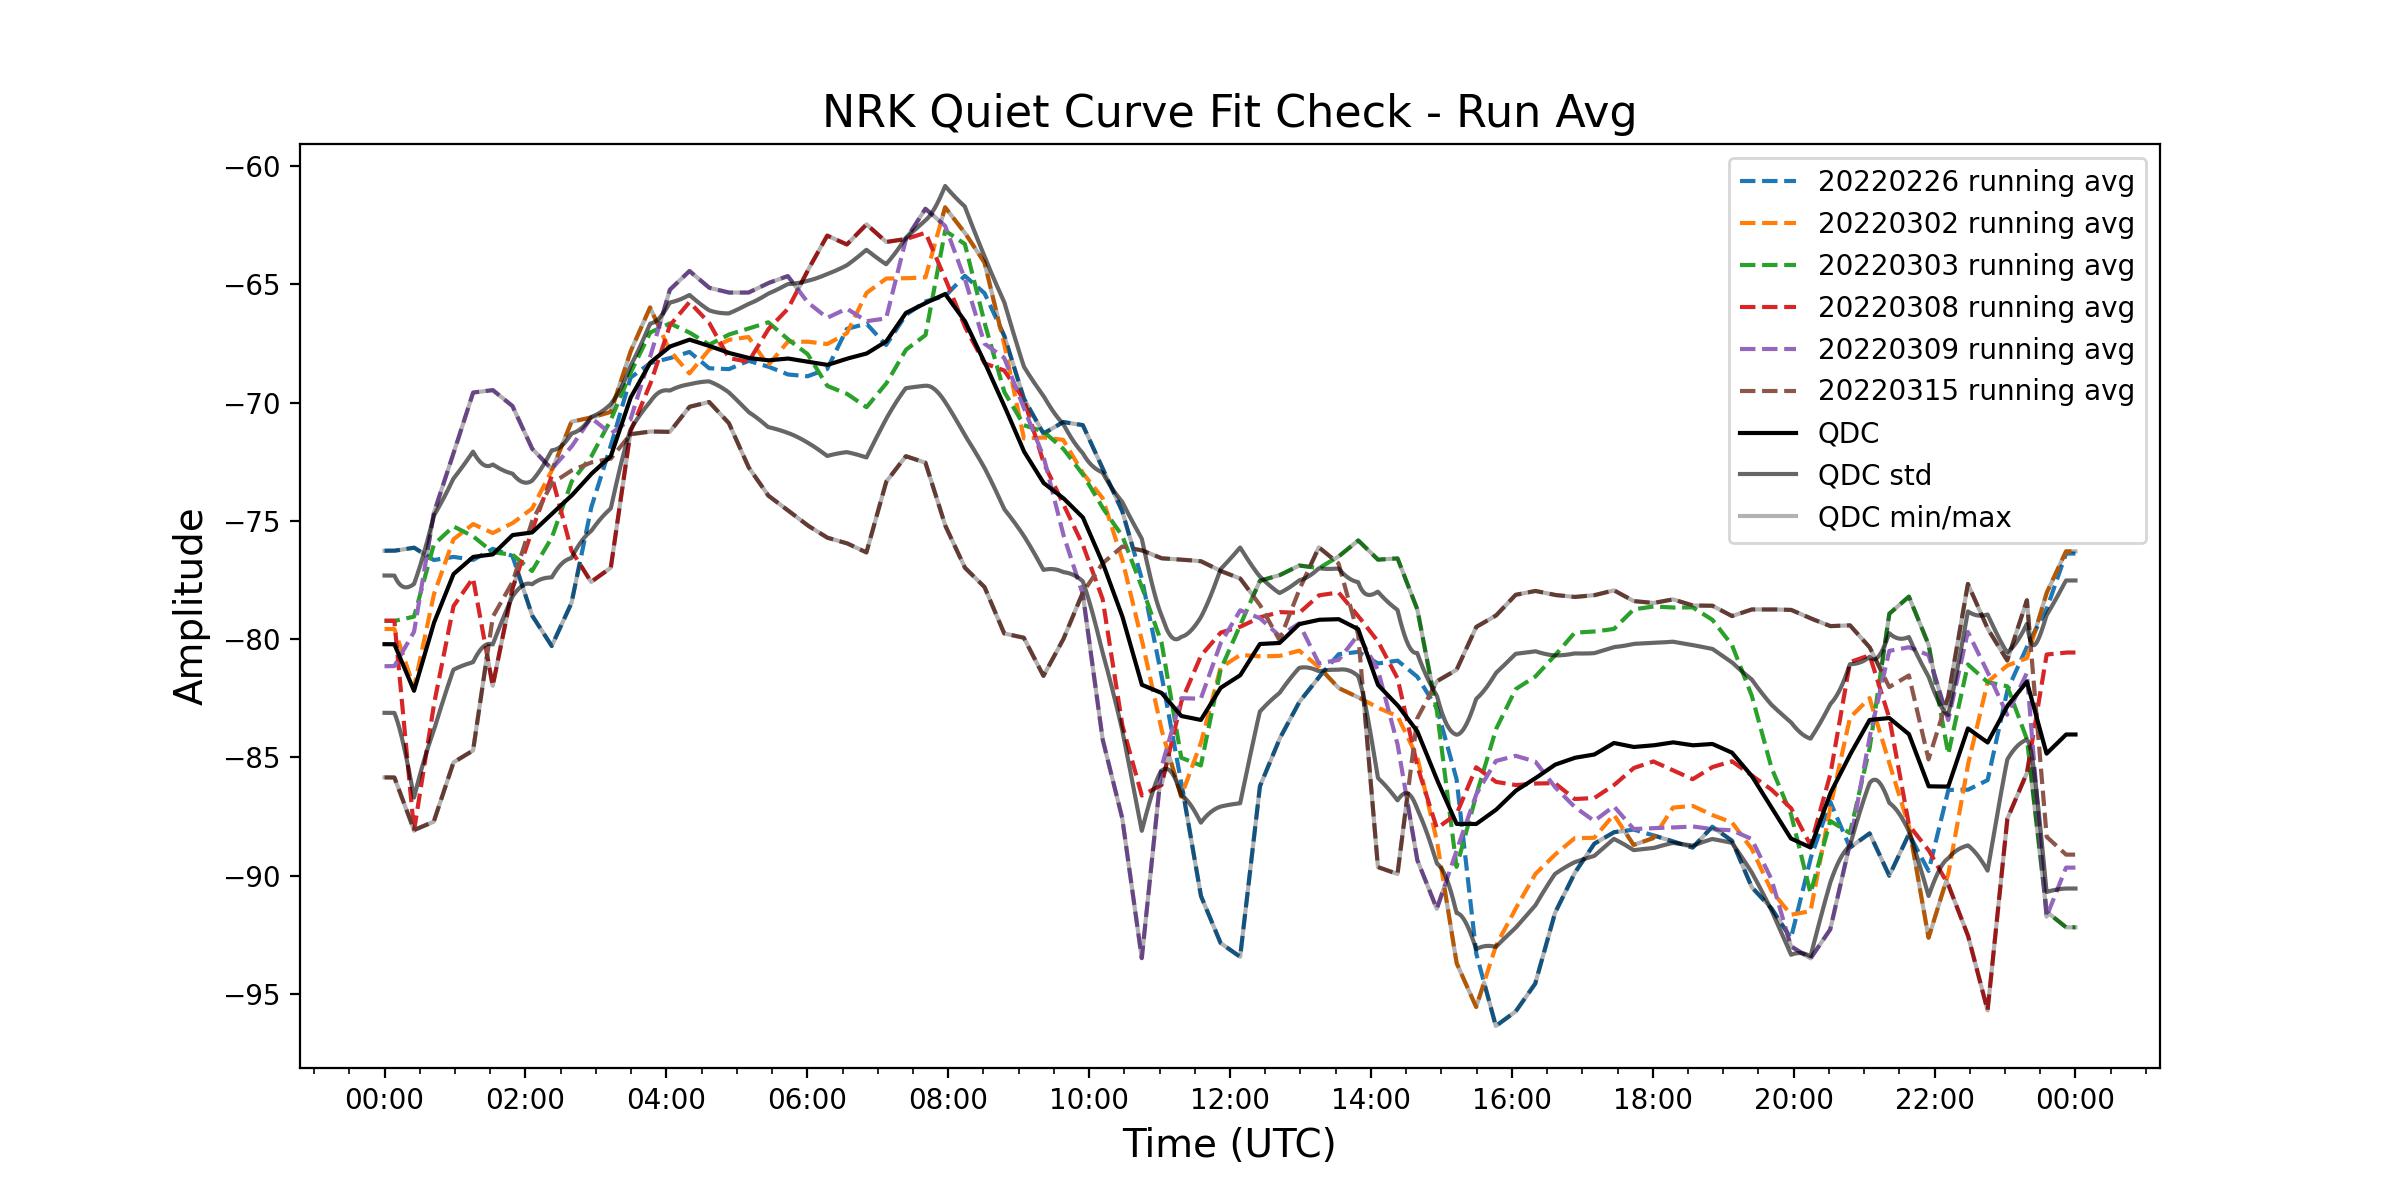 NRK Quiet Curve Fit Check - Run Avg
−60
−65
−70
−75
−80
−85
−90
−95
Amplitude
20220226 running avg
20220302 running avg
20220303 running avg
20220308 running avg
20220309 running avg
20220315 running avg
QDC
QDC std
QDC min/max
00:00 02:00 04:00 06:00 08:00 10:00 12:00 14:00 16:00 18:00 20:00 22:00 00:00
Time (UTC)